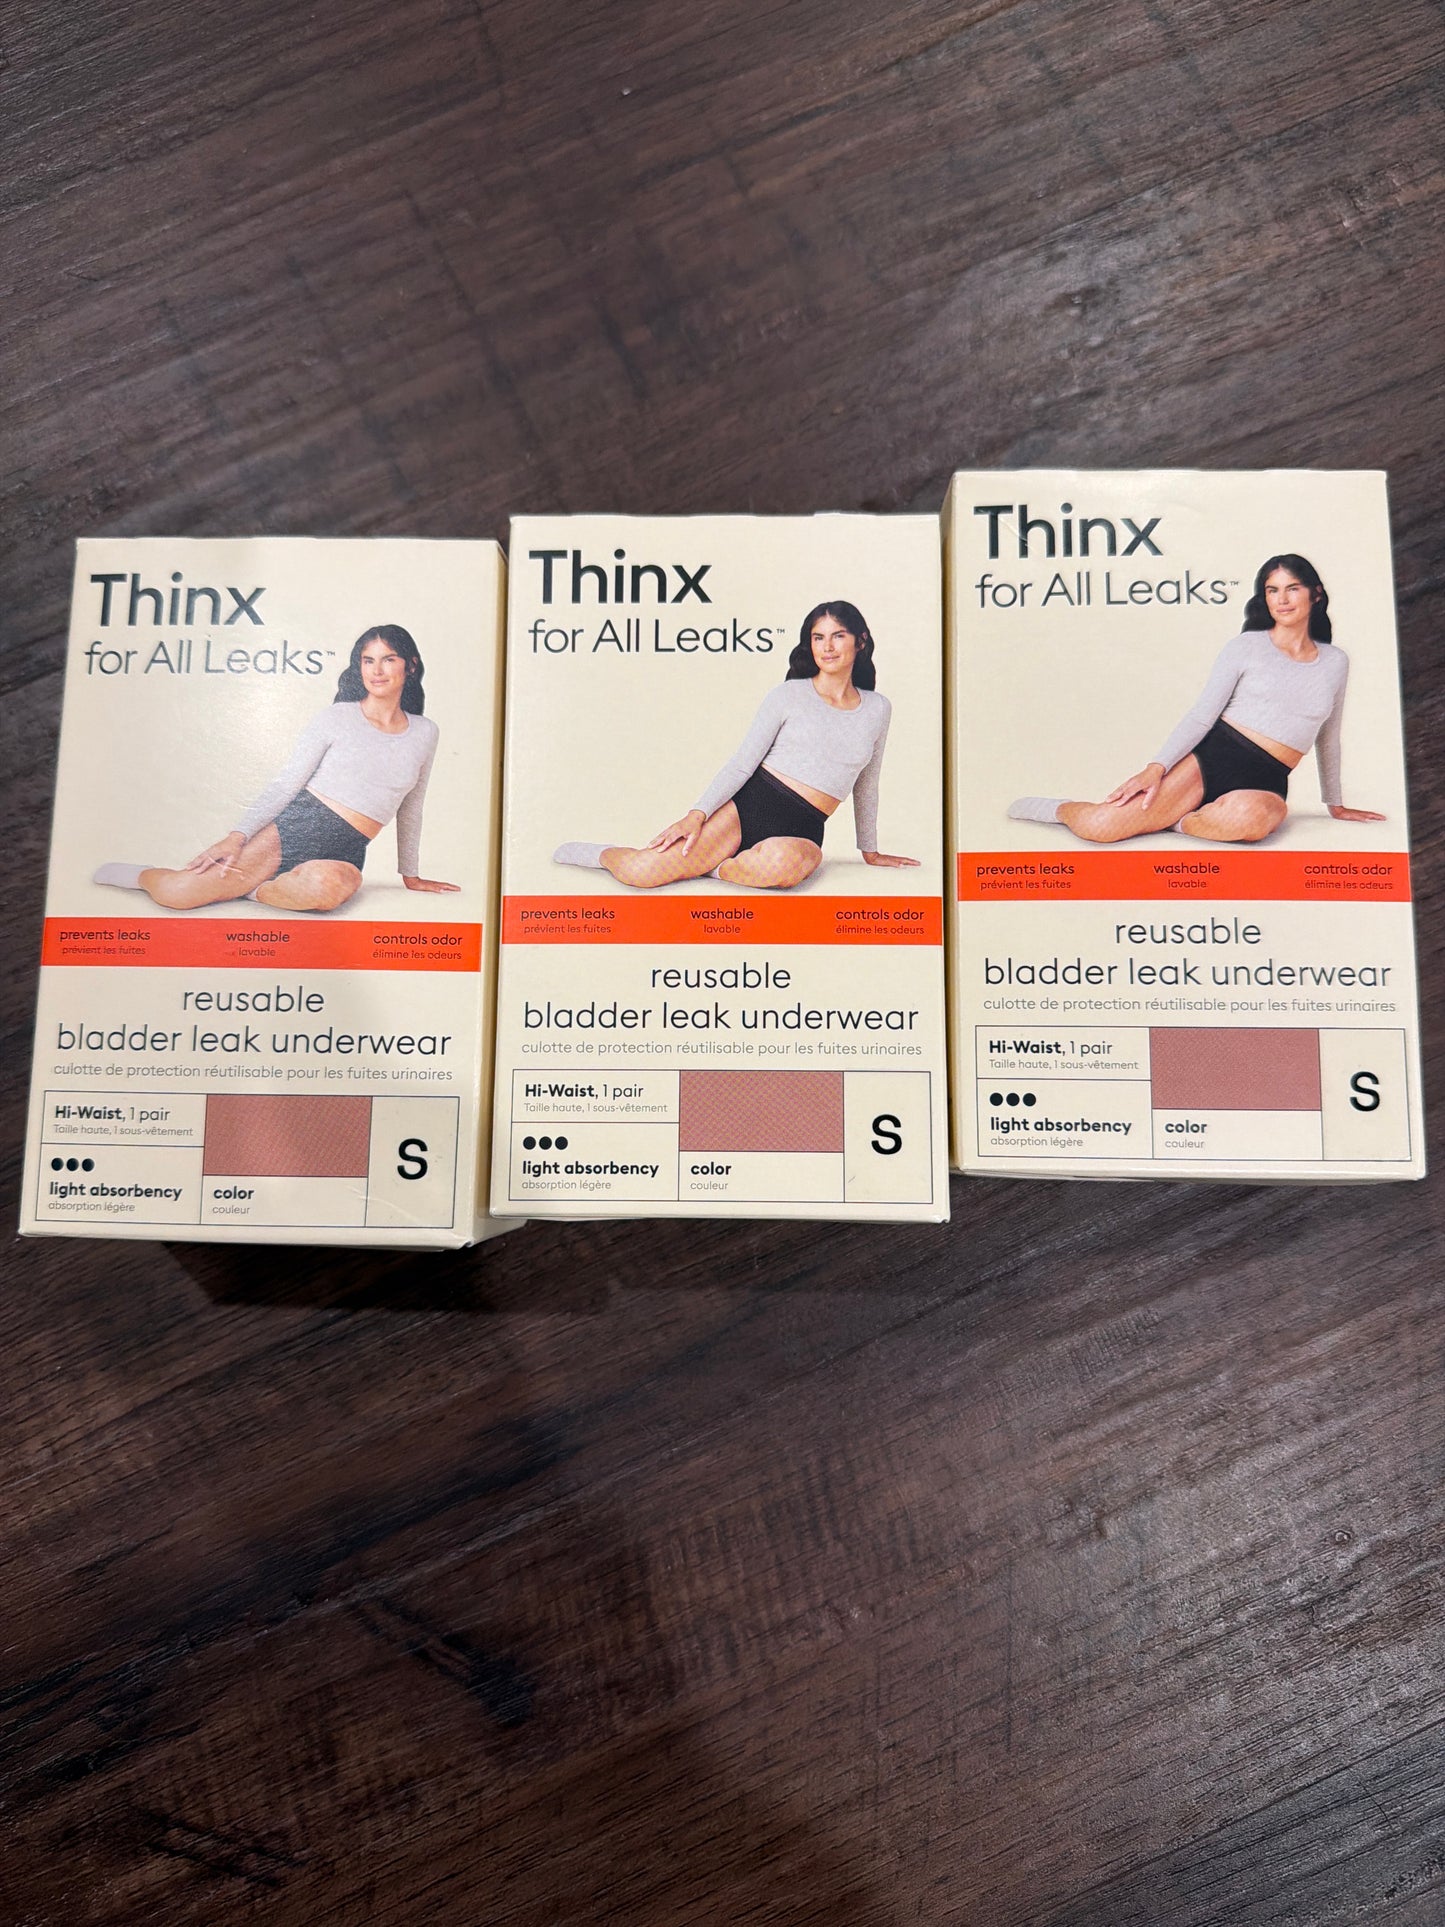 Thinx
for All Leaks™
prevents leaks washable controls odor
prévient les fuites lavable élimine les odeurs
reusable
bladder leak underwear
culotte de protection réutilisable pour les fuites urinaires
Hi-Waist, 1 pair
Taille haute, 1 sous-vêtement
light absorbency
absorption légère
color
couleur
S
Thinx
for All Leaks™
prevents leaks washable controls odor
prévient les fuites lavable élimine les odeurs
reusable
bladder leak underwear
culotte de protection réutilisable pour les fuites urinaires
Hi-Waist, 1 pair
Taille haute, 1 sous-vêtement
light absorbency
absorption légère
color
couleur
S
Thinx
for All Leaks™
prevents leaks washable controls odor
prévient les fuites lavable élimine les odeurs
reusable
bladder leak underwear
culotte de protection réutilisable pour les fuites urinaires
Hi-Waist, 1 pair
Taille haute, 1 sous-vêtement
light absorbency
absorption légère
color
couleur
S